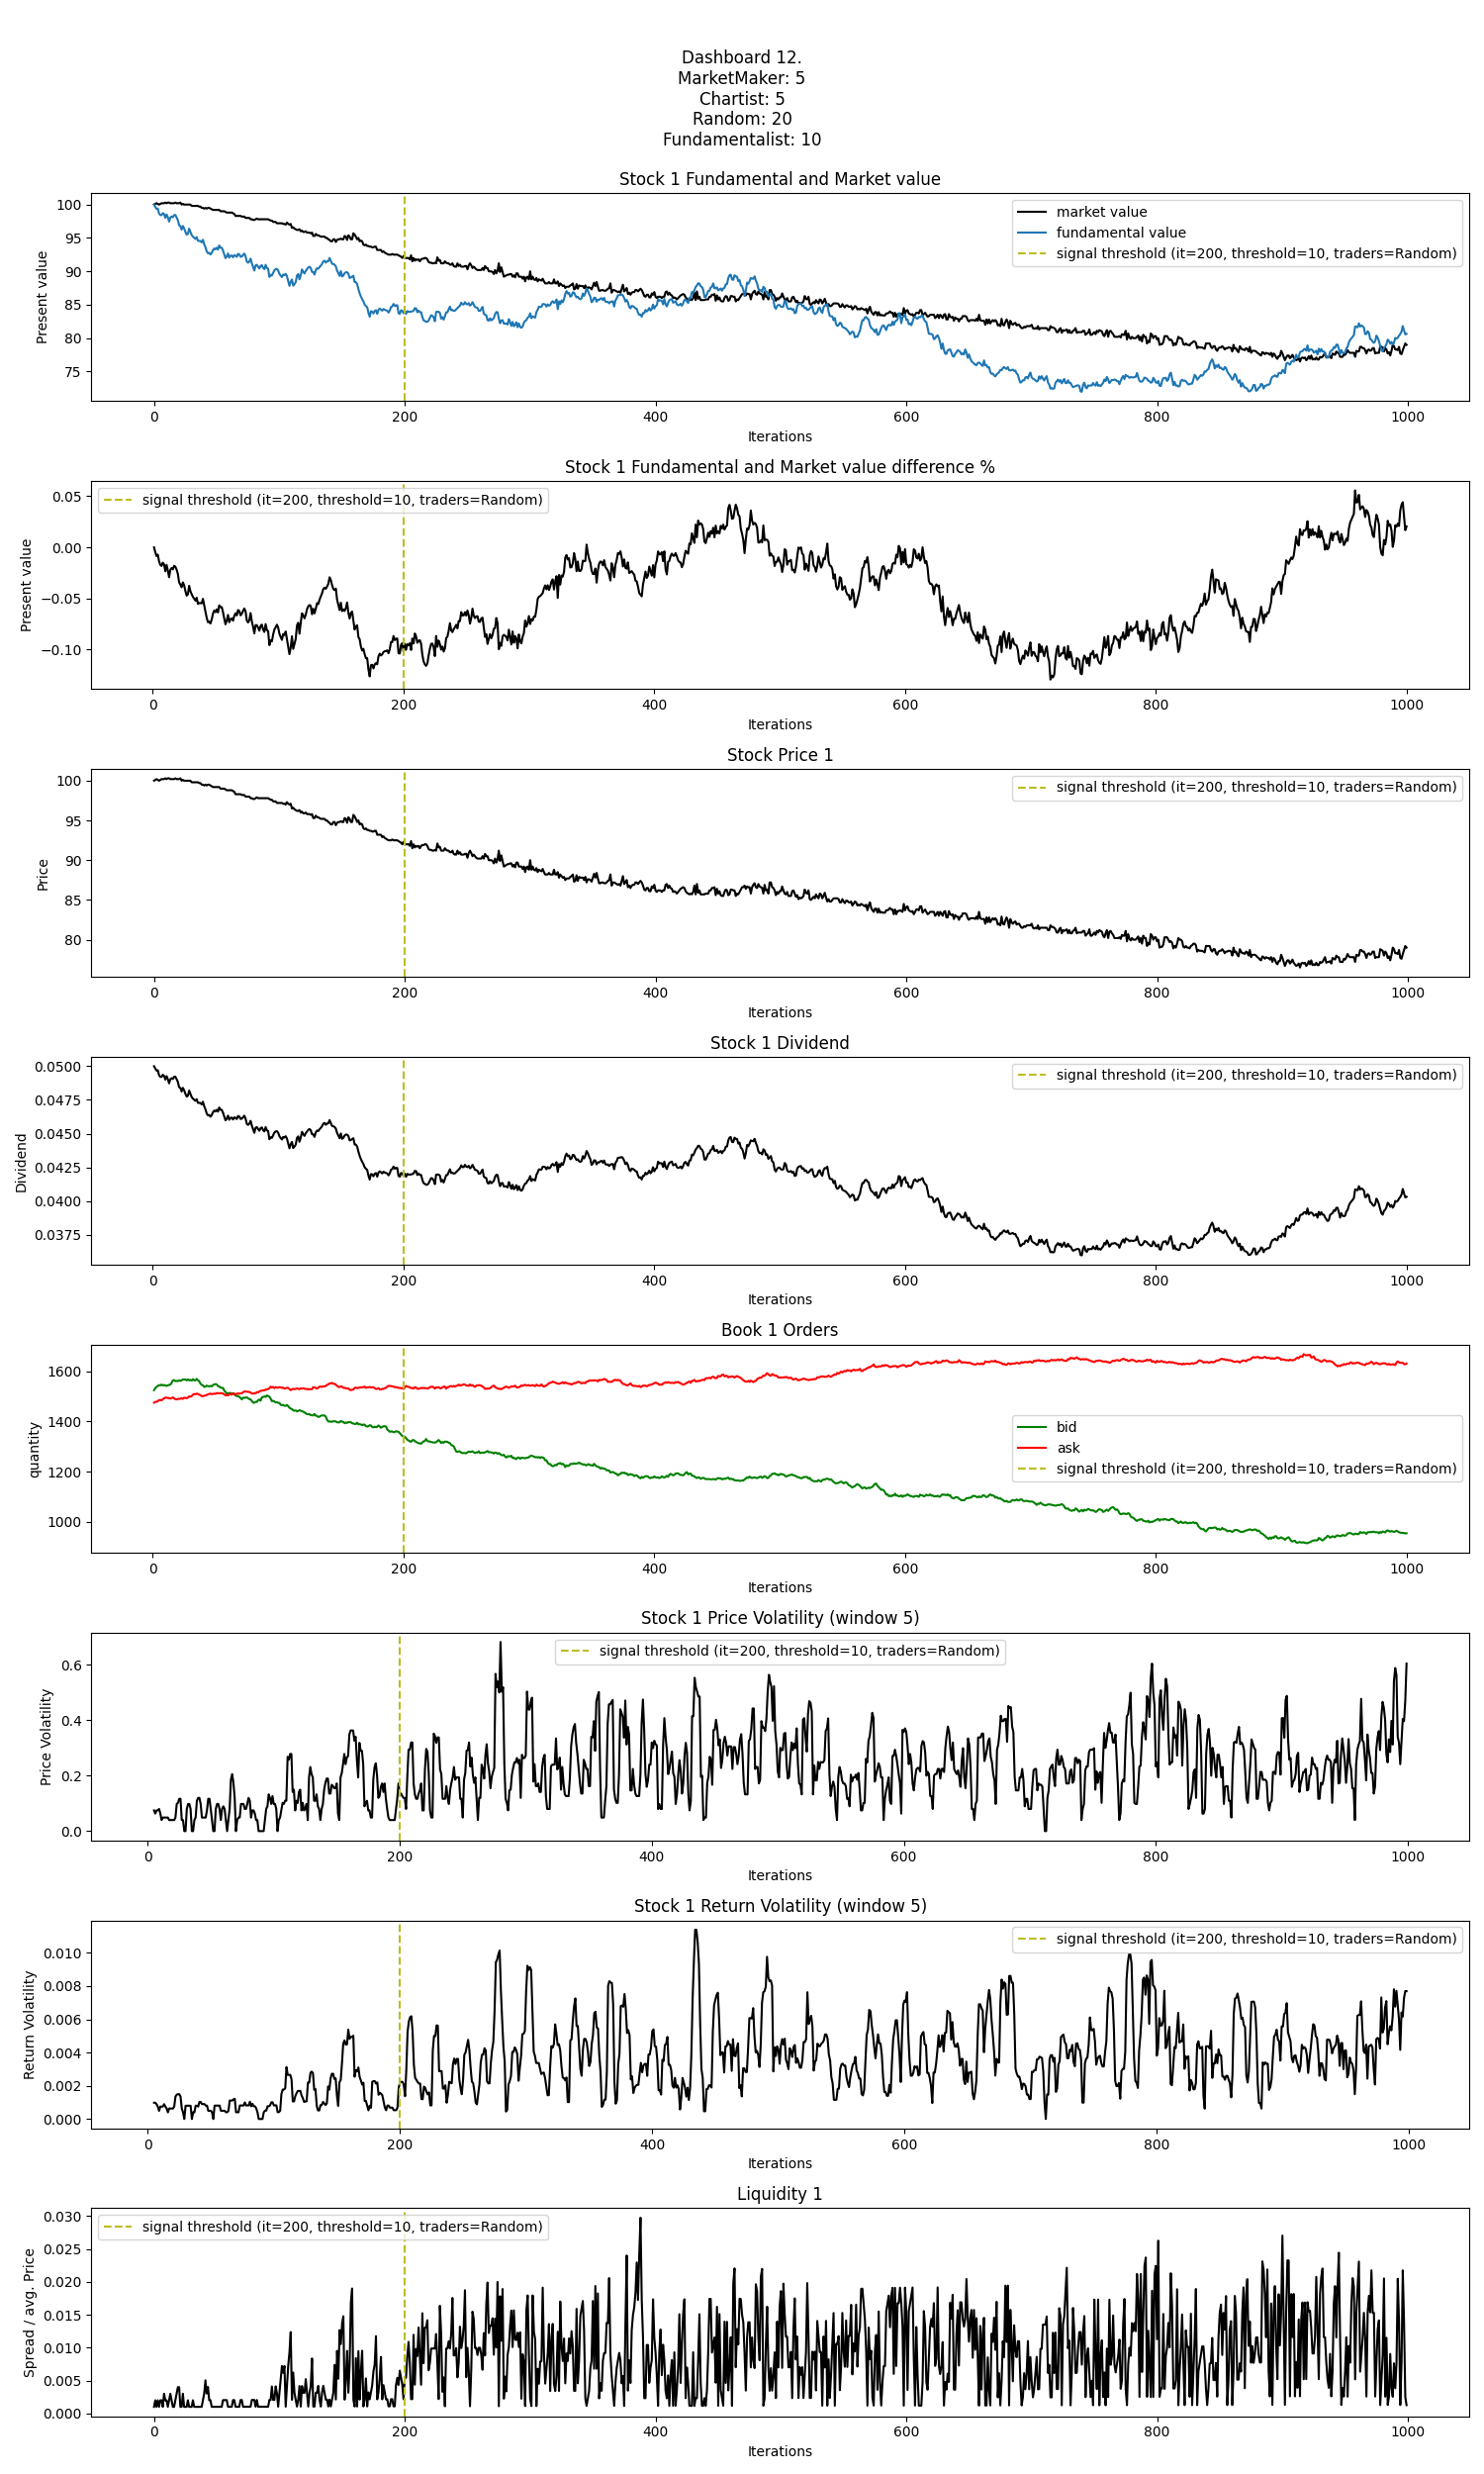 Dashboard 12.
MarketMaker: 5
Chartist: 5
Random: 20
Fundamentalist: 10
Stock 1 Fundamental and Market value
100
95
90
85
80
75
Present value
market value
fundamental value
signal threshold (it=200, threshold=10, traders=Random)
0 200 400 600 800 1000
Iterations
Stock 1 Fundamental and Market value difference %
0.05
0.00
−0.05
−0.10
Present value
signal threshold (it=200, threshold=10, traders=Random)
0 200 400 600 800 1000
Iterations
Stock Price 1
100
95
90
85
80
Price
signal threshold (it=200, threshold=10, traders=Random)
0 200 400 600 800 1000
Iterations
Stock 1 Dividend
0.0500
0.0475
0.0450
0.0425
0.0400
0.0375
Dividend
signal threshold (it=200, threshold=10, traders=Random)
0 200 400 600 800 1000
Iterations
Book 1 Orders
1600
1400
1200
1000
quantity
bid
ask
signal threshold (it=200, threshold=10, traders=Random)
0 200 400 600 800 1000
Iterations
Stock 1 Price Volatility (window 5)
0.6
0.4
0.2
0.0
Price Volatility
signal threshold (it=200, threshold=10, traders=Random)
0 200 400 600 800 1000
Iterations
Stock 1 Return Volatility (window 5)
0.010
0.008
0.006
0.004
0.002
0.000
Return Volatility
signal threshold (it=200, threshold=10, traders=Random)
0 200 400 600 800 1000
Iterations
Liquidity 1
0.030
0.025
0.020
0.015
0.010
0.005
0.000
Spread / avg. Price
signal threshold (it=200, threshold=10, traders=Random)
0 200 400 600 800 1000
Iterations